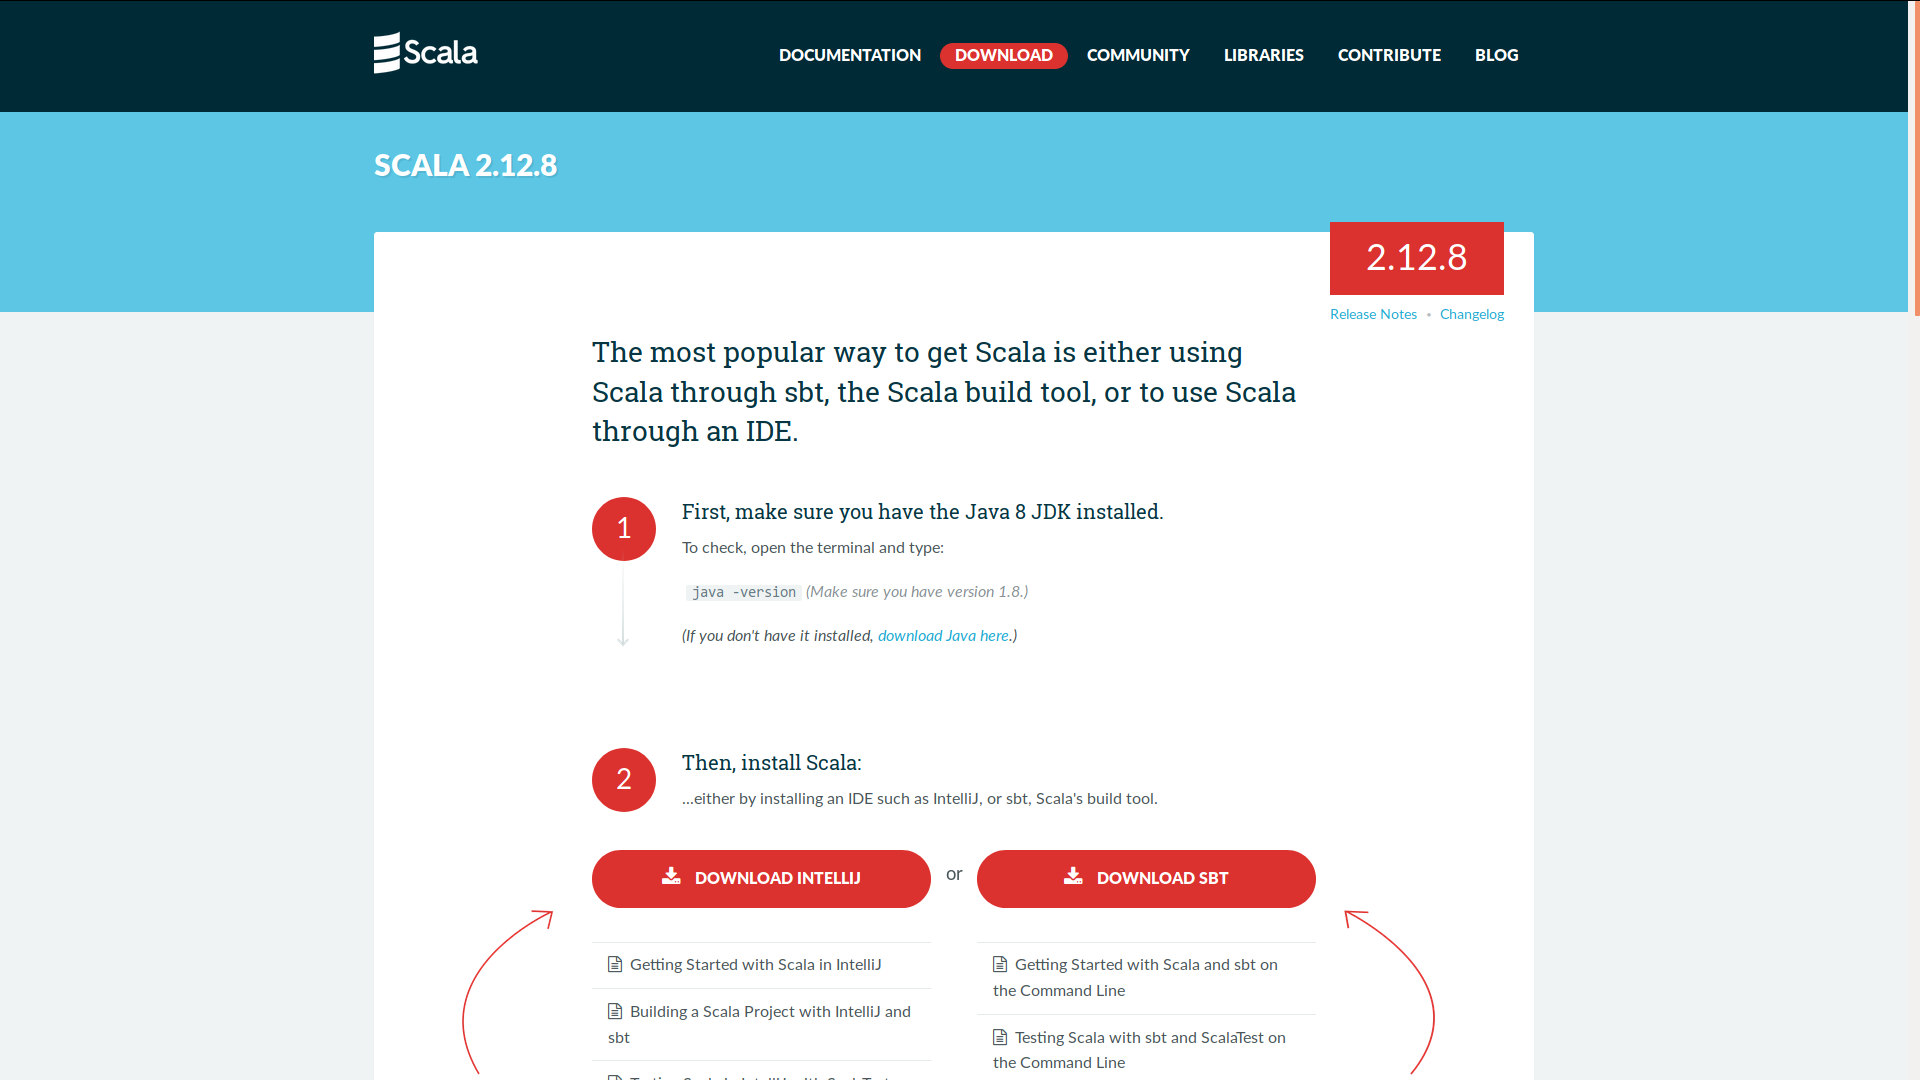 Scala
DOCUMENTATION DOWNLOAD COMMUNITY LIBRARIES CONTRIBUTE BLOG
SCALA 2.12.8
2.12.8
Release Notes • Changelog
The most popular way to get Scala is either using
Scala through sbt, the Scala build tool, or to use Scala
through an IDE.
1
First, make sure you have the Java 8 JDK installed.
To check, open the terminal and type:
java -version (Make sure you have version 1.8.)
(If you don't have it installed, download Java here.)
2
Then, install Scala:
...either by installing an IDE such as IntelliJ, or sbt, Scala's build tool.
DOWNLOAD INTELLIJ or DOWNLOAD SBT
Getting Started with Scala in IntelliJ
Building a Scala Project with IntelliJ and
sbt
Getting Started with Scala and sbt on
the Command Line
Testing Scala with sbt and ScalaTest on
the Command Line